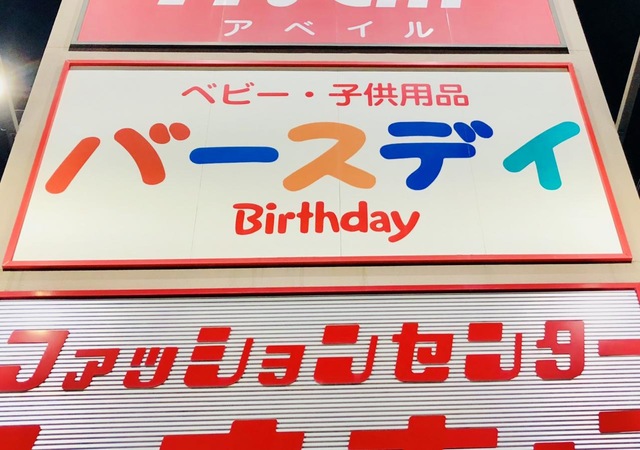 アベイル
ベビー・子供用品
バースデイ
Birthday
ファッションセンター